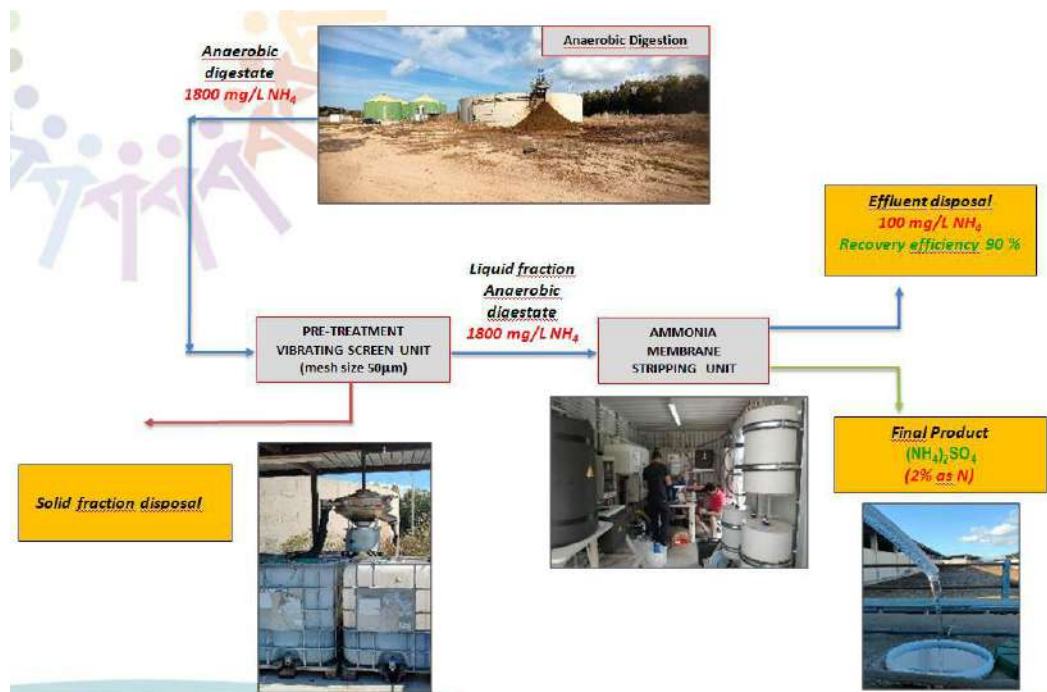 Anaerobic Digestion
Anaerobic
digestate
1800 mg/L NH₄
Effluent disposal
100 mg/L NH₄
Recovery efficiency 90 %
Liquid fraction
Anaerobic
digestate
1800 mg/L NH₄
PRE-TREATMENT
VIBRATING SCREEN UNIT
(mesh size 50μm)
AMMONIA
MEMBRANE
STRIPPING UNIT
Final Product
(NH₄)₂SO₄
(2% as N)
Solid fraction disposal